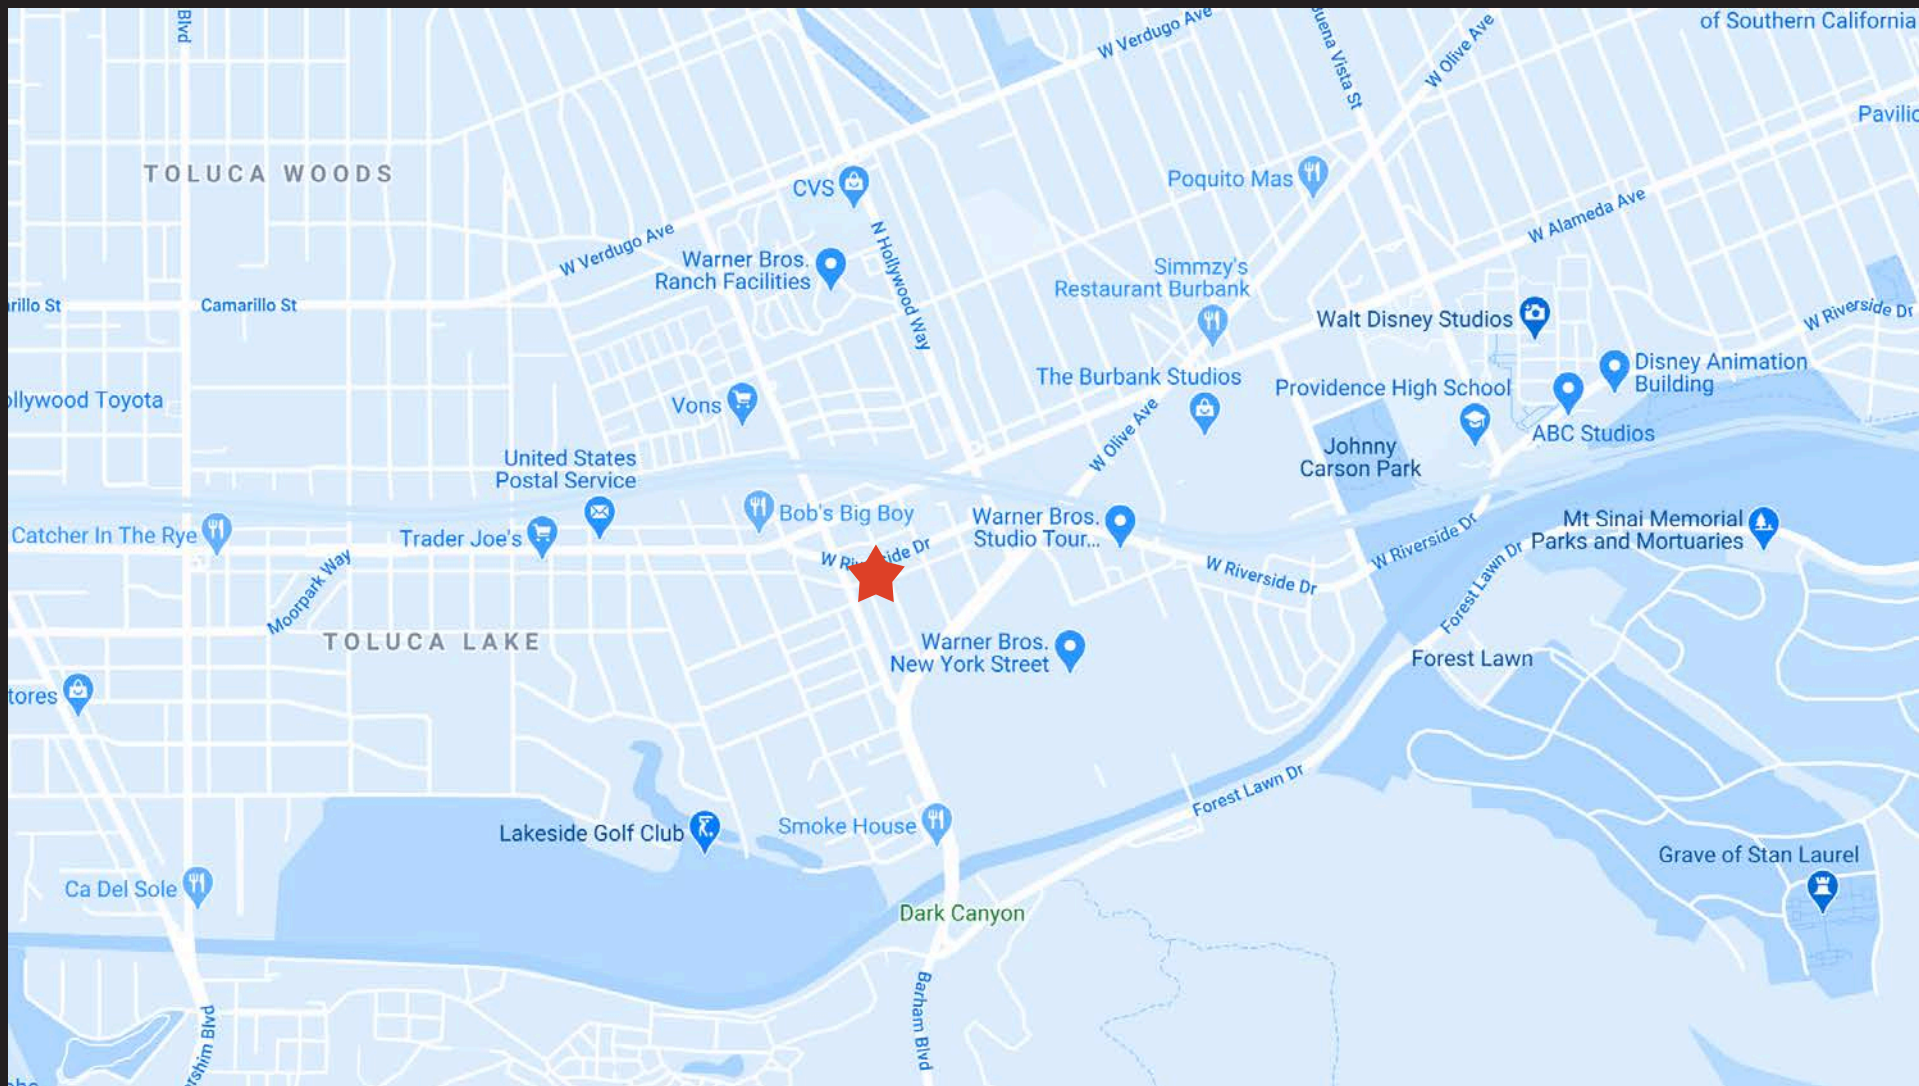 Blvd
W Verdugo Ave
Buena Vista St
W Olive Ave
of Southern California
TOLUCA WOODS
CVS
Poquito Mas
W Alameda Ave
W Verdugo Ave
Warner Bros.
Ranch Facilities
N Hollywood Way
Simmzy's
Restaurant Burbank
Camarillo St
Walt Disney Studios
W Riverside Dr
ollywood Toyota
Vons
The Burbank Studios
Providence High School
Disney Animation
Building
W Olive Ave
Johnny
Carson Park
ABC Studios
United States
Postal Service
Catcher In The Rye
Trader Joe's
Bob's Big Boy
Warner Bros.
Studio Tour...
W Riverside Dr
Mt Sinai Memorial
Parks and Mortuaries
Moorpark Way
W Ri side Dr
W Riverside Dr
Forest Lawn Dr
TOLUCA LAKE
Warner Bros.
New York Street
Forest Lawn
tores
Forest Lawn Dr
Lakeside Golf Club
Smoke House
Grave of Stan Laurel
Ca Del Sole
Dark Canyon
Barham Blvd
rshim Blvd